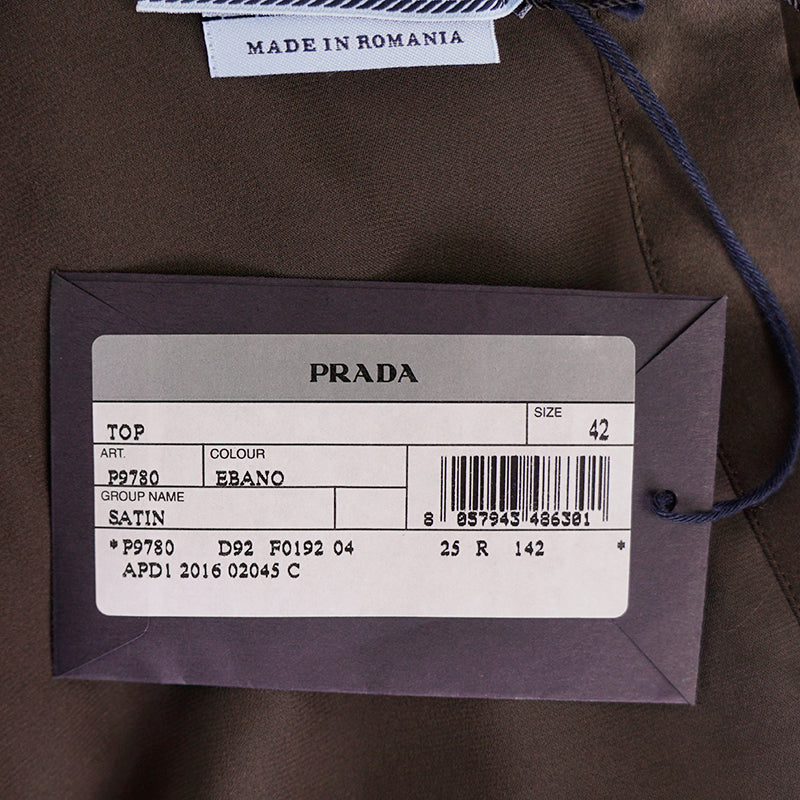 MADE IN ROMANIA
PRADA
TOP
SIZE
42
ART.
P9780
COLOUR
EBANO
GROUP NAME
SATIN
8 057943 486301
*P9780 D92 F0192 04 25 R 142 *
APD1 2016 02045 C